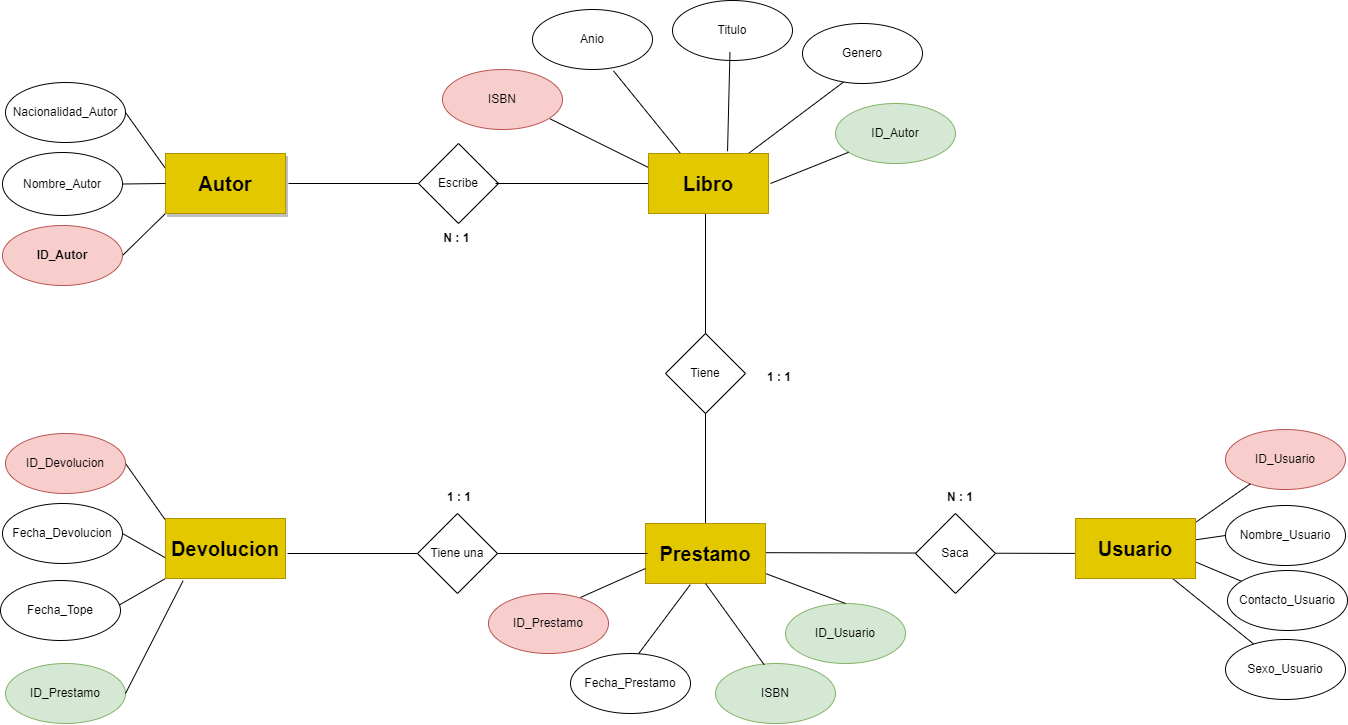 Anio
Titulo
Genero
ISBN
ID_Autor
Nacionalidad_Autor
Nombre_Autor
ID_Autor
Autor
Escribe
N : 1
Libro
Tiene
1 : 1
ID_Devolucion
Fecha_Devolucion
Fecha_Tope
ID_Prestamo
Devolucion
1 : 1
Tiene una
Prestamo
ID_Prestamo
Fecha_Prestamo
ISBN
ID_Usuario
N : 1
Saca
Usuario
ID_Usuario
Nombre_Usuario
Contacto_Usuario
Sexo_Usuario